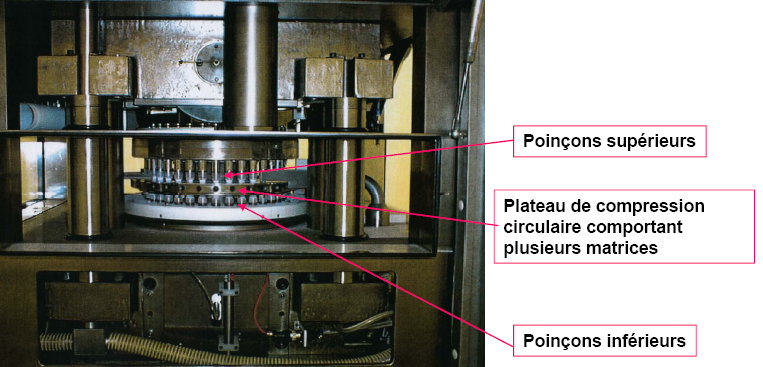 Poinçons supérieurs
Plateau de compression
circulaire comportant
plusieurs matrices
Poinçons inférieurs